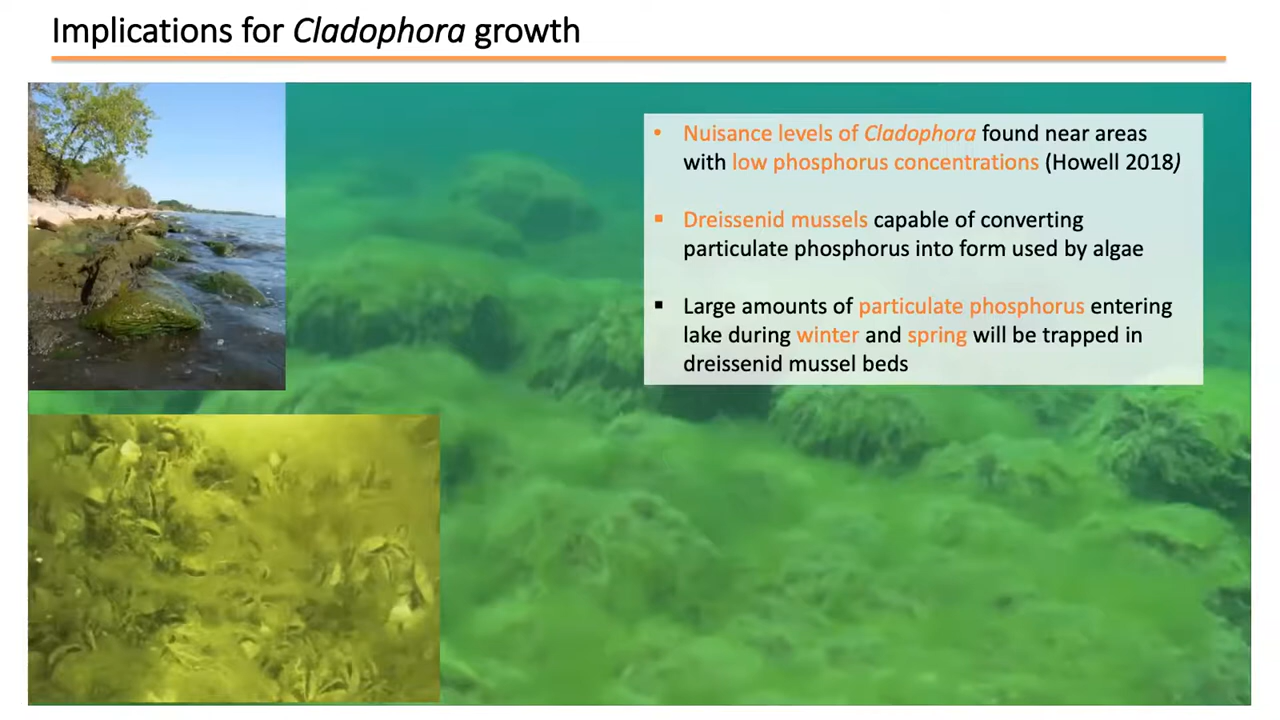 Implications for Cladophora growth
• Nuisance levels of Cladophora found near areas
with low phosphorus concentrations (Howell 2018)
▪ Dreissenid mussels capable of converting
particulate phosphorus into form used by algae
▪ Large amounts of particulate phosphorus entering
lake during winter and spring will be trapped in
dreissenid mussel beds